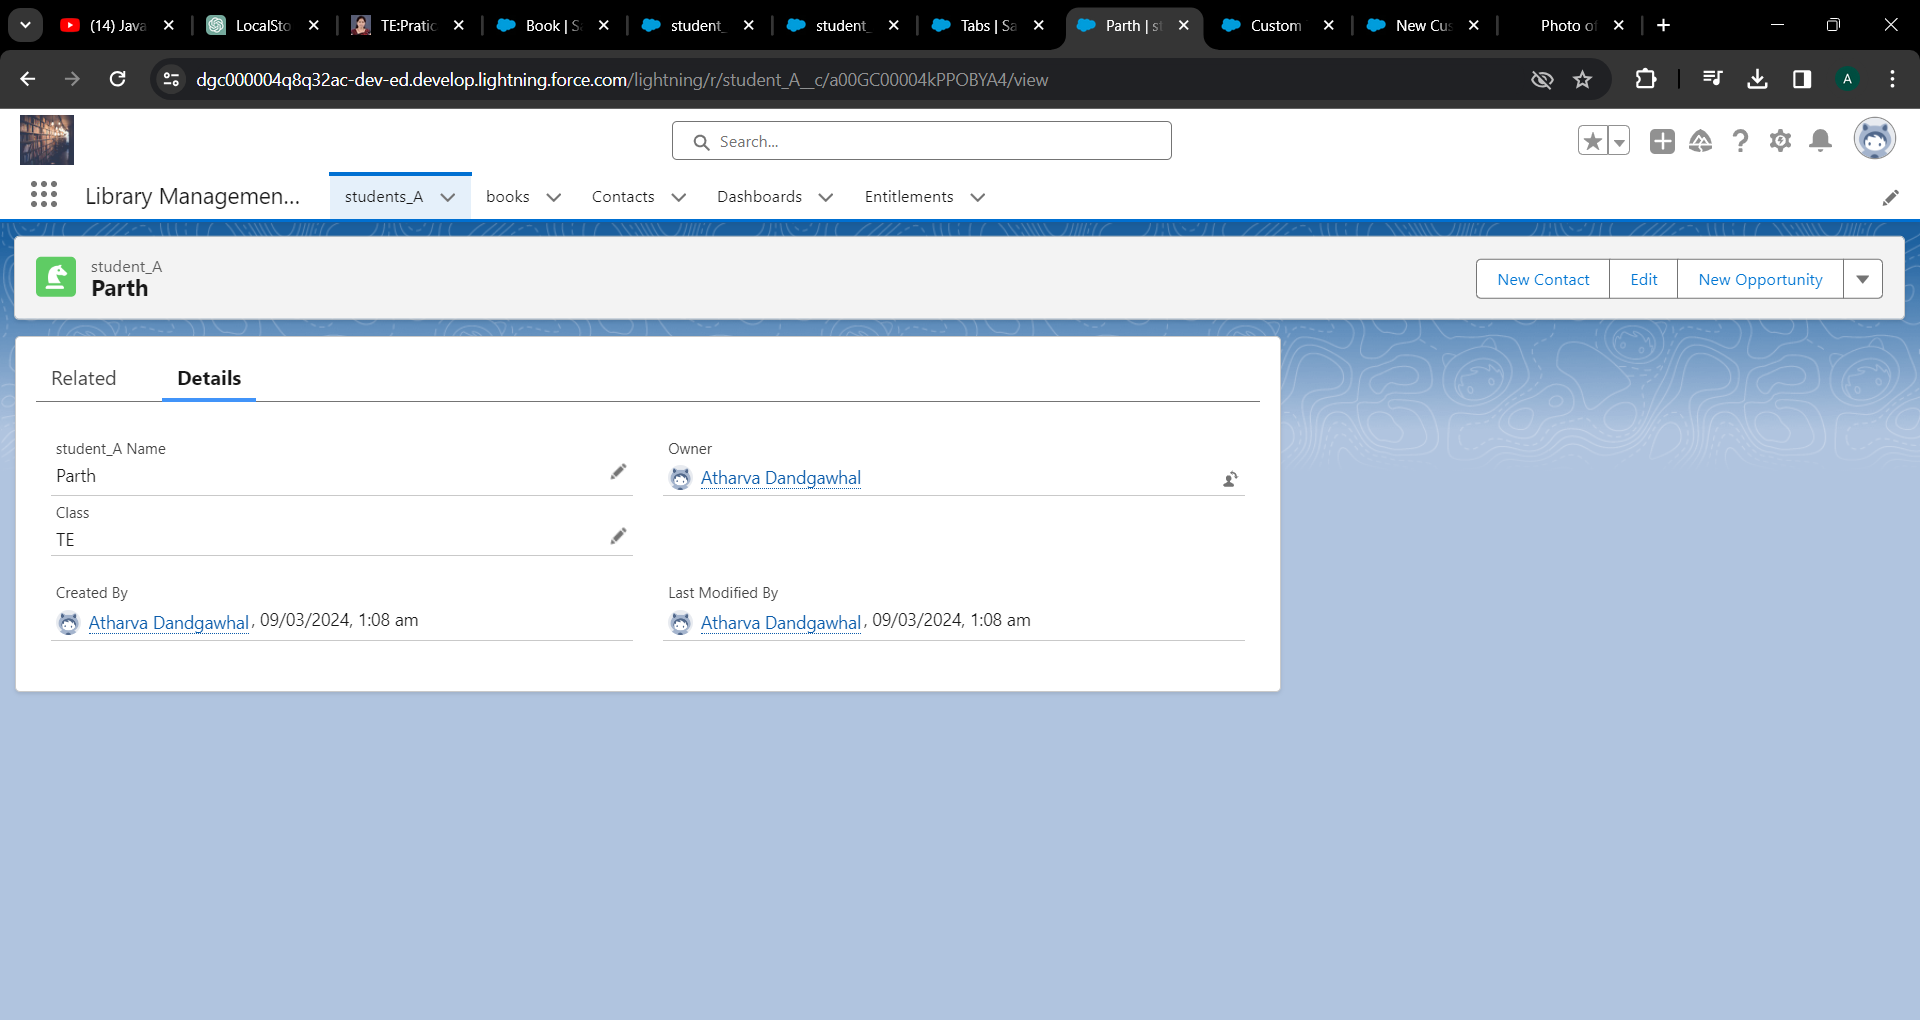 (14) Java
LocalSto
TE:Pratic
Book | S
student_
student_
Tabs | Sa
Parth | st
Custom
New Cus
Photo of
dgc000004q8q32ac-dev-ed.develop.lightning.force.com/lightning/r/student_A__c/a00GC00004kPPOBYA4/view
A
Search...
Library Managemen...
students_A
books
Contacts
Dashboards
Entitlements
student_A
Parth
New Contact
Edit
New Opportunity
Related
Details
student_A Name
Parth
Owner
Atharva Dandgawhal
Class
TE
Created By
Atharva Dandgawhal, 09/03/2024, 1:08 am
Last Modified By
Atharva Dandgawhal, 09/03/2024, 1:08 am